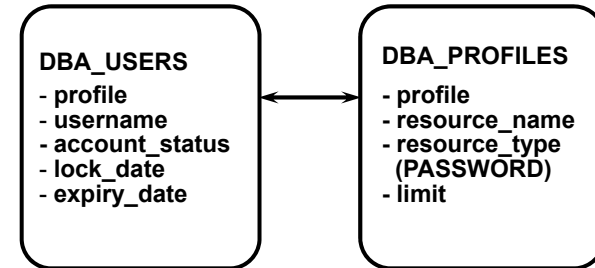 DBA_USERS
- profile
- username
- account_status
- lock_date
- expiry_date
DBA_PROFILES
- profile
- resource_name
- resource_type
(PASSWORD)
- limit